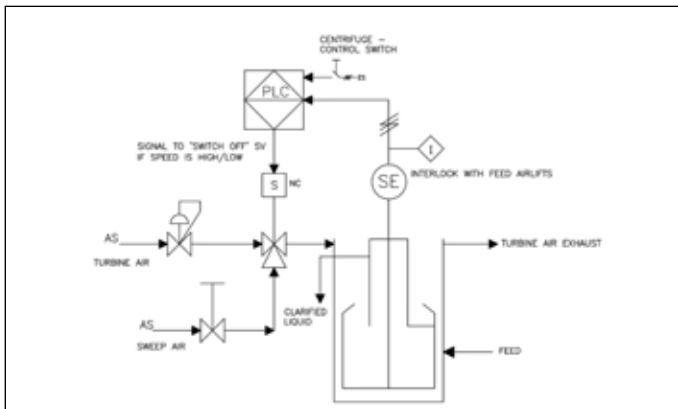 CENTRIFUGE –
CONTROL SWITCH
PLC
SIGNAL TO "SWITCH OFF" SV
IF SPEED IS HIGH/LOW
S
NC
I
SE
INTERLOCK WITH FEED AIRLIFTS
AS
TURBINE AIR
TURBINE AIR EXHAUST
CLARIFIED
LIQUID
AS
SWEEP AIR
FEED